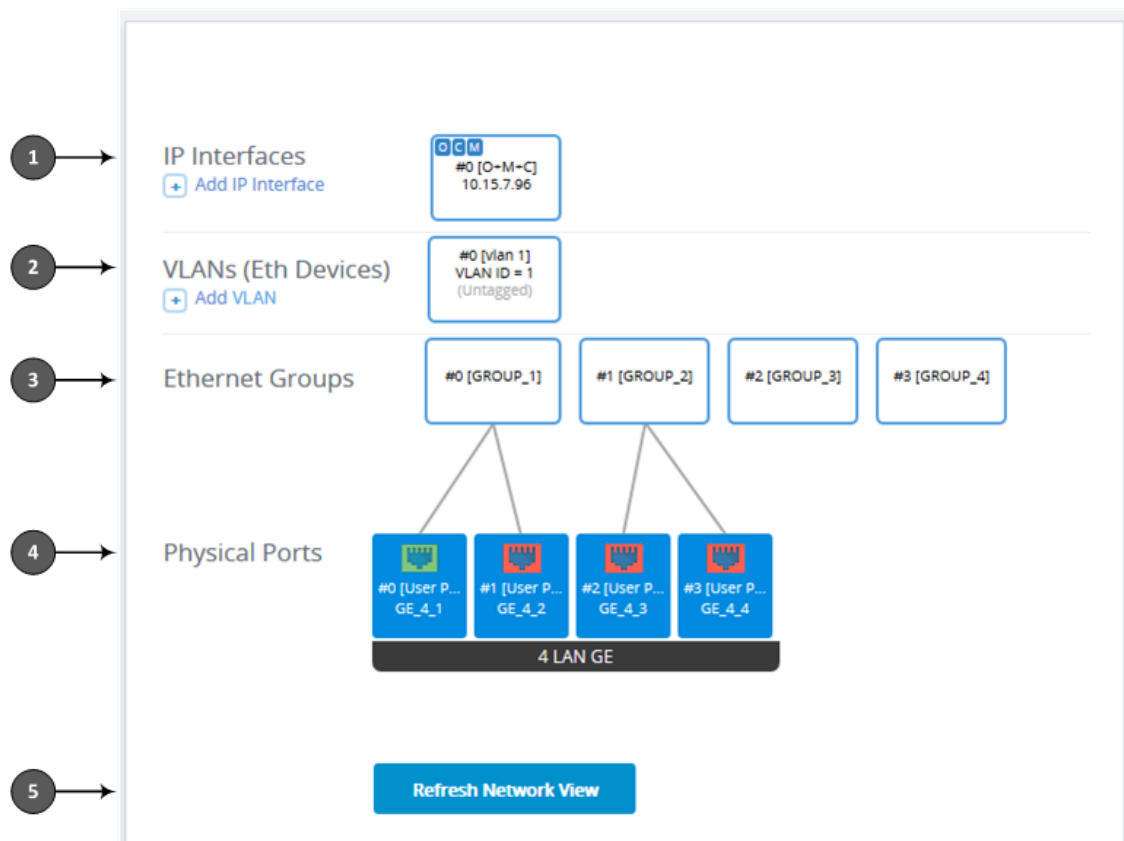 1
IP Interfaces
+ Add IP Interface
O C M
#0 [O+M+C]
10.15.7.96
2
VLANs (Eth Devices)
+ Add VLAN
#0 [vlan 1]
VLAN ID = 1
(Untagged)
3
Ethernet Groups
#0 [GROUP_1]
#1 [GROUP_2]
#2 [GROUP_3]
#3 [GROUP_4]
4
Physical Ports
#0 [User P...
GE_4_1
#1 [User P...
GE_4_2
#2 [User P...
GE_4_3
#3 [User P...
GE_4_4
4 LAN GE
5
Refresh Network View